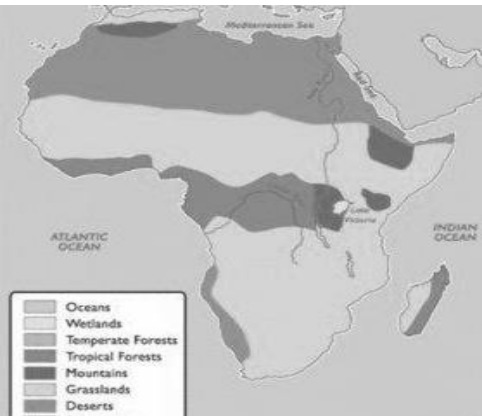 Mediterranean Sea
Red Sea
Lake
Victoria
ATLANTIC
OCEAN
INDIAN
OCEAN
Oceans
Wetlands
Temperate Forests
Tropical Forests
Mountains
Grasslands
Deserts